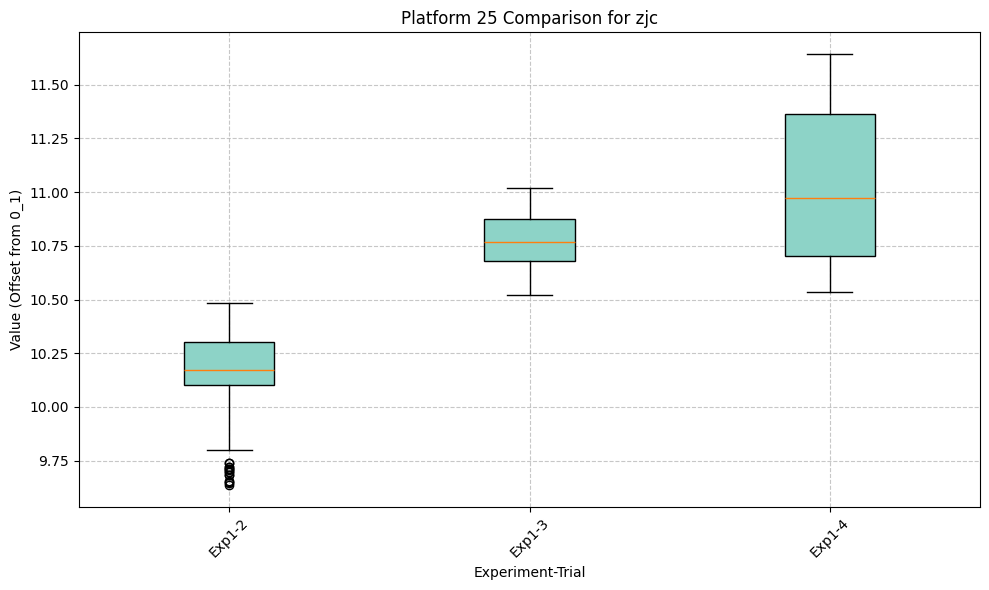 Platform 25 Comparison for zjc
Value (Offset from 0_1)
11.50
11.25
11.00
10.75
10.50
10.25
10.00
9.75
Exp1-2
Exp1-3
Exp1-4
Experiment-Trial